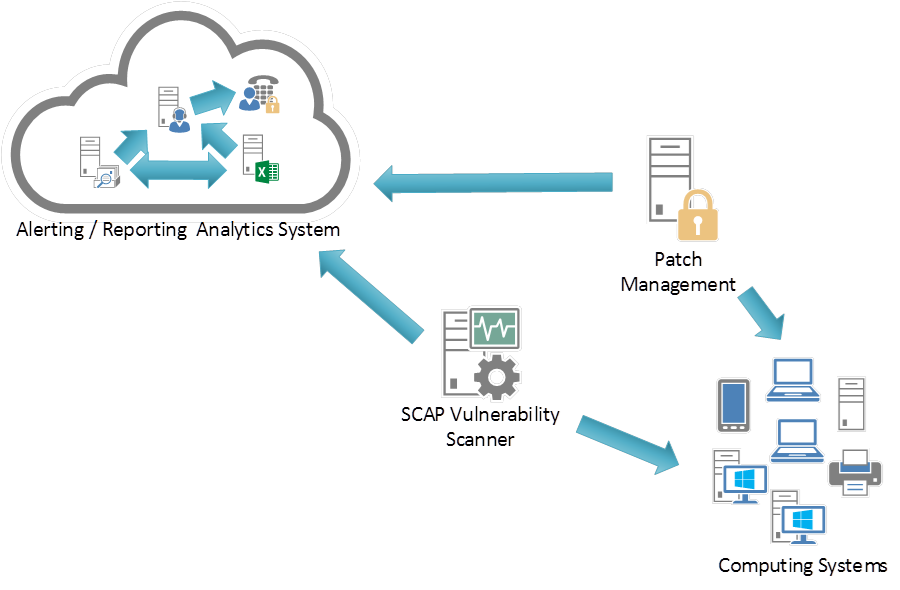 Alerting / Reporting Analytics System
Patch
Management
SCAP Vulnerability
Scanner
Computing Systems